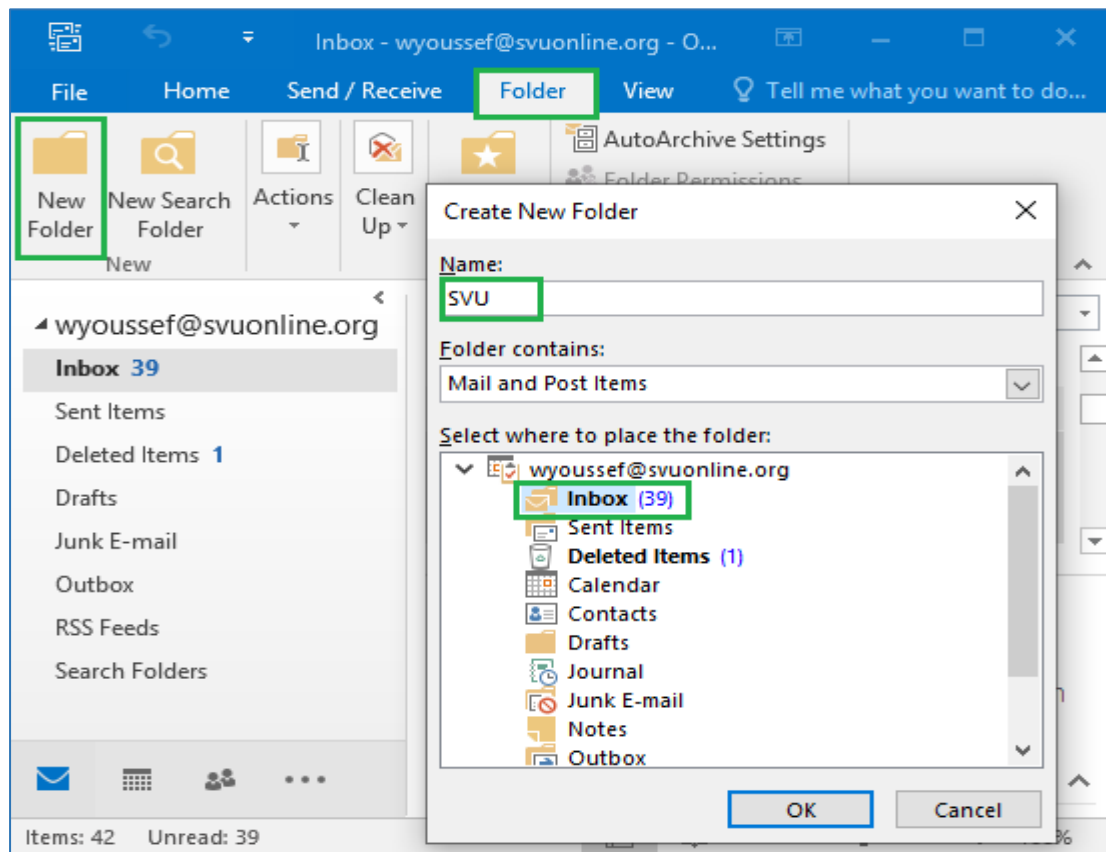 Inbox - wyoussef@svuonline.org - O...
File Home Send / Receive Folder View Tell me what you want to do...
New Folder
New Search Folder
Actions
Clean Up
New
AutoArchive Settings
Folder Permissions
wyoussef@svuonline.org
Inbox 39
Sent Items
Deleted Items 1
Drafts
Junk E-mail
Outbox
RSS Feeds
Search Folders
Items: 42 Unread: 39
Create New Folder
Name:
SVU
Folder contains:
Mail and Post Items
Select where to place the folder:
wyoussef@svuonline.org
Inbox (39)
Sent Items
Deleted Items (1)
Calendar
Contacts
Drafts
Journal
Junk E-mail
Notes
Outbox
OK Cancel